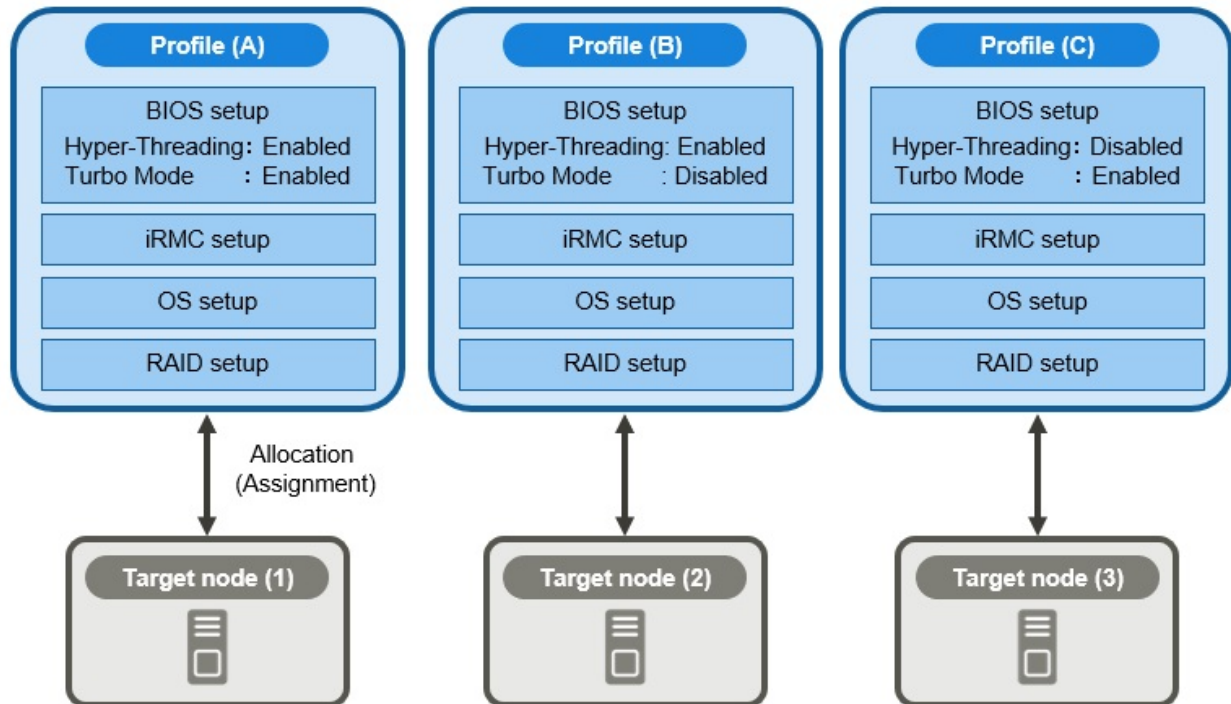 Profile (A)
BIOS setup
Hyper-Threading: Enabled
Turbo Mode : Enabled
iRMC setup
OS setup
RAID setup
Profile (B)
BIOS setup
Hyper-Threading: Enabled
Turbo Mode : Disabled
iRMC setup
OS setup
RAID setup
Profile (C)
BIOS setup
Hyper-Threading: Disabled
Turbo Mode : Enabled
iRMC setup
OS setup
RAID setup
Allocation
(Assignment)
Target node (1)
Target node (2)
Target node (3)